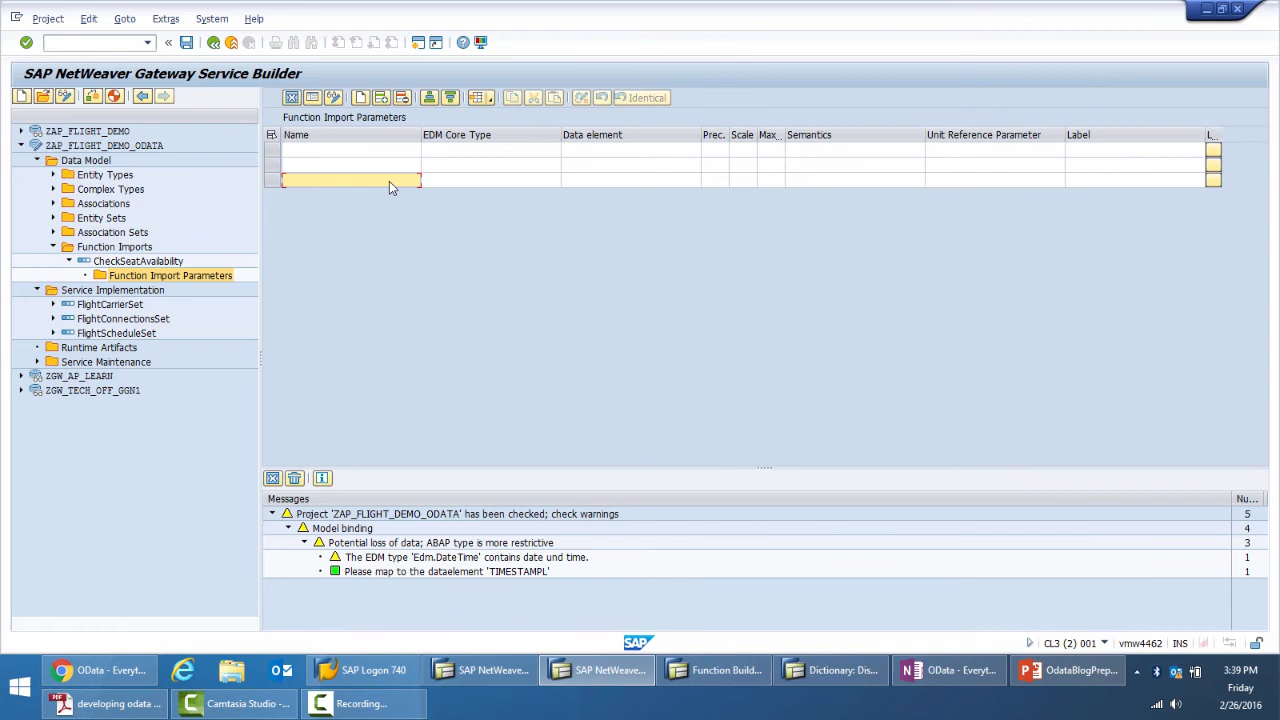 Project Edit Goto Extras System Help
SAP NetWeaver Gateway Service Builder
Identical
Function Import Parameters
Name EDM Core Type Data element Prec. Scale Max... Semantics Unit Reference Parameter Label L...
ZAP_FLIGHT_DEMO
ZAP_FLIGHT_DEMO_ODATA
Data Model
Entity Types
Complex Types
Associations
Entity Sets
Association Sets
Function Imports
CheckSeatAvailability
Function Import Parameters
Service Implementation
FlightCarrierSet
FlightConnectionsSet
FlightScheduleSet
Runtime Artifacts
Service Maintenance
ZGW_AP_LEARN
ZGW_TECH_OFF_GGN1
Messages Nu...
Project 'ZAP_FLIGHT_DEMO_ODATA' has been checked; check warnings 5
Model binding 4
Potential loss of data; ABAP type is more restrictive 3
The EDM type 'Edm.DateTime' contains date und time. 1
Please map to the dataelement 'TIMESTAMPL' 1
SAP
CL3 (2) 001 vmw4462 INS
OData - Everyt... SAP Logon 740 SAP NetWeave... SAP NetWeave... Function Build... Dictionary: Dis... OData - Everyt... OdataBlogPrep... 3:39 PM
Friday
developing odata ... Camtasia Studio -... Recording... 2/26/2016